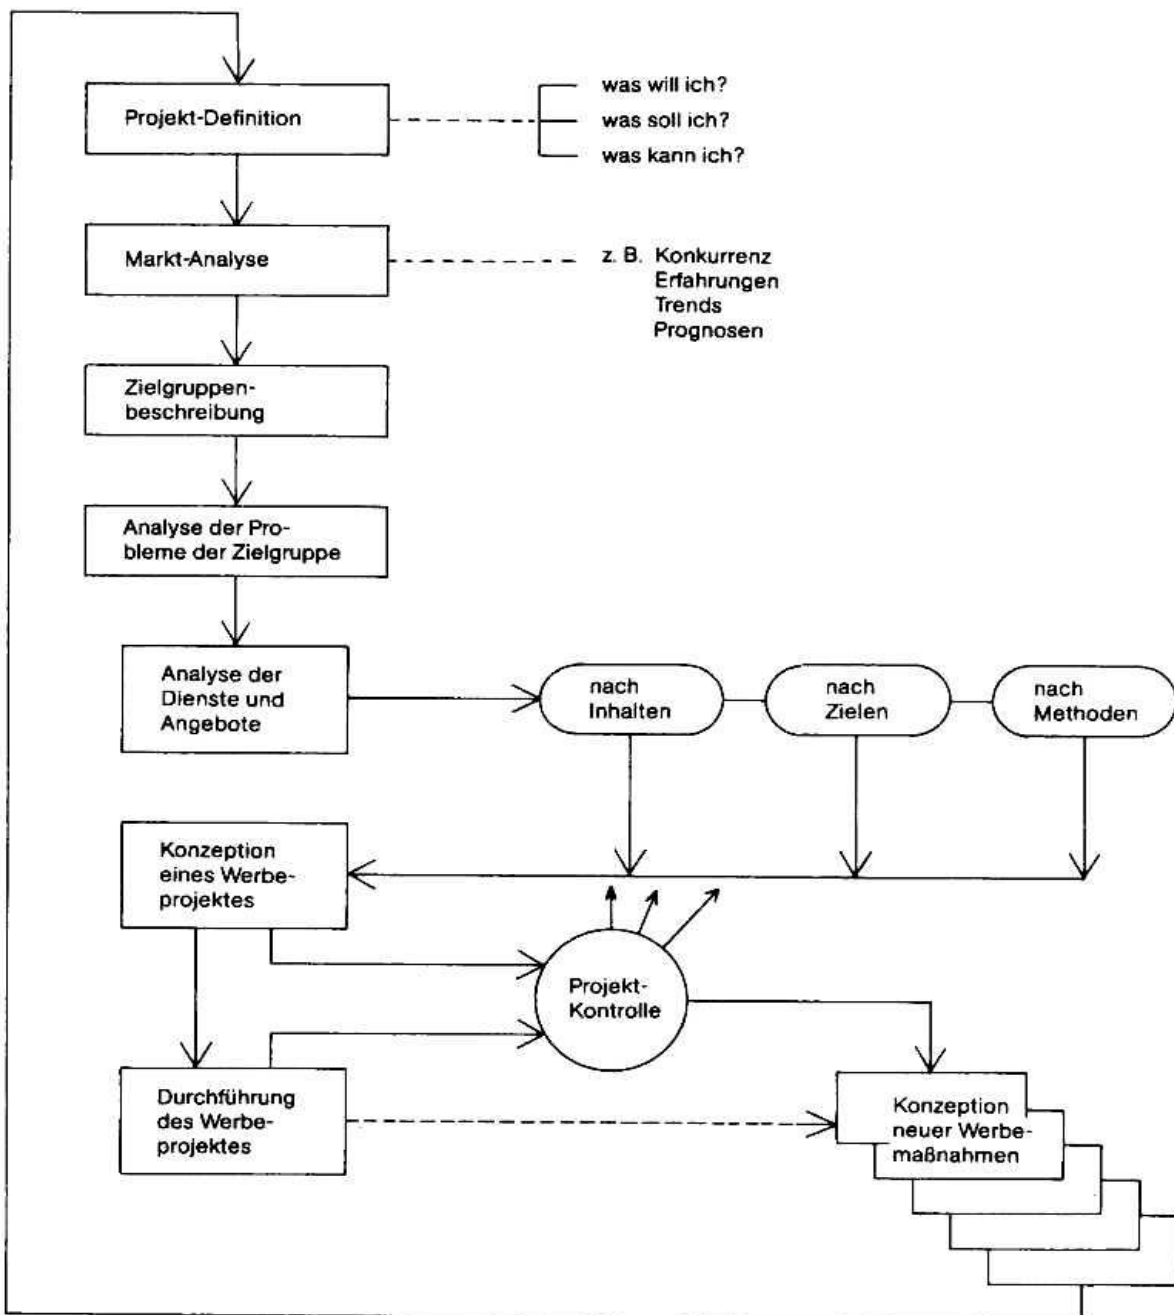 Projekt-Definition
was will ich?
was soll ich?
was kann ich?
Markt-Analyse
z. B. Konkurrenz
Erfahrungen
Trends
Prognosen
Zielgruppen-
beschreibung
Analyse der Pro-
bleme der Zielgruppe
Analyse der
Dienste und
Angebote
nach
Inhalten
nach
Zielen
nach
Methoden
Konzeption
eines Werbe-
projektes
Projekt-
Kontrolle
Durchführung
des Werbe-
projektes
Konzeption
neuer Werbe-
maßnahmen